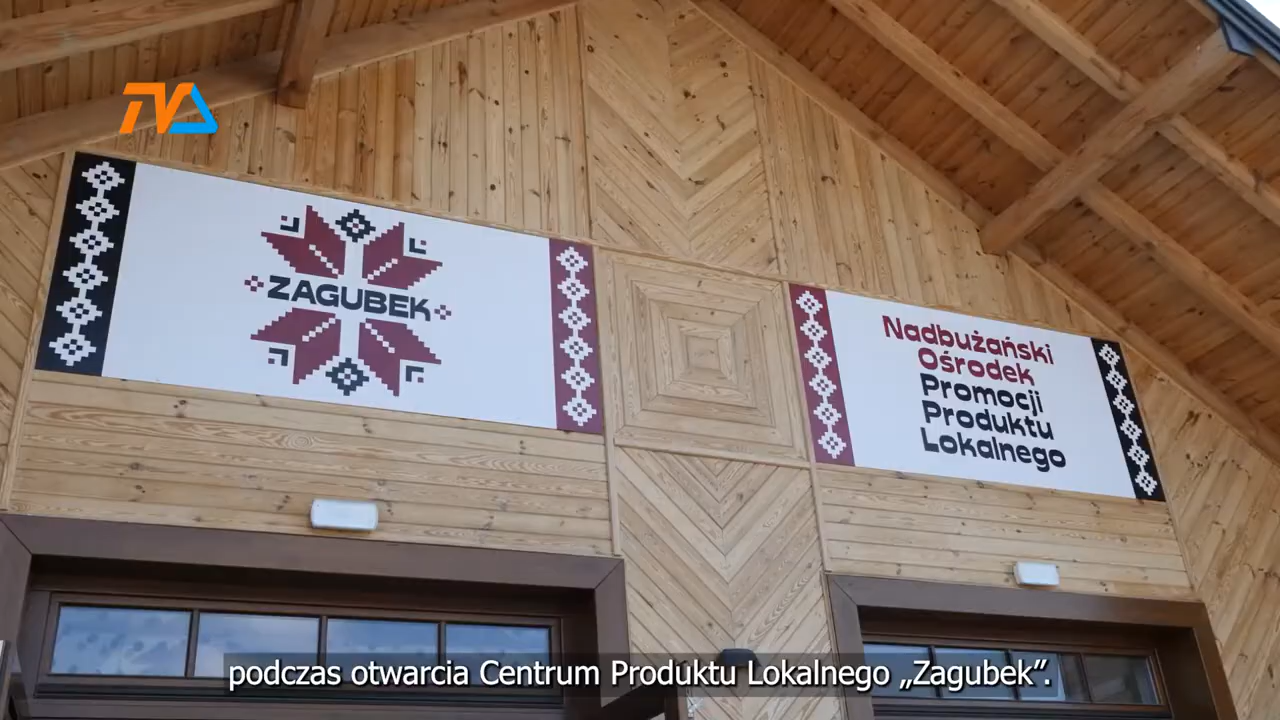 TVA
ZAGUBEK
Nadbużański
Ośrodek
Promocji
Produktu
Lokalnego
podczas otwarcia Centrum Produktu Lokalnego „Zagubek”.